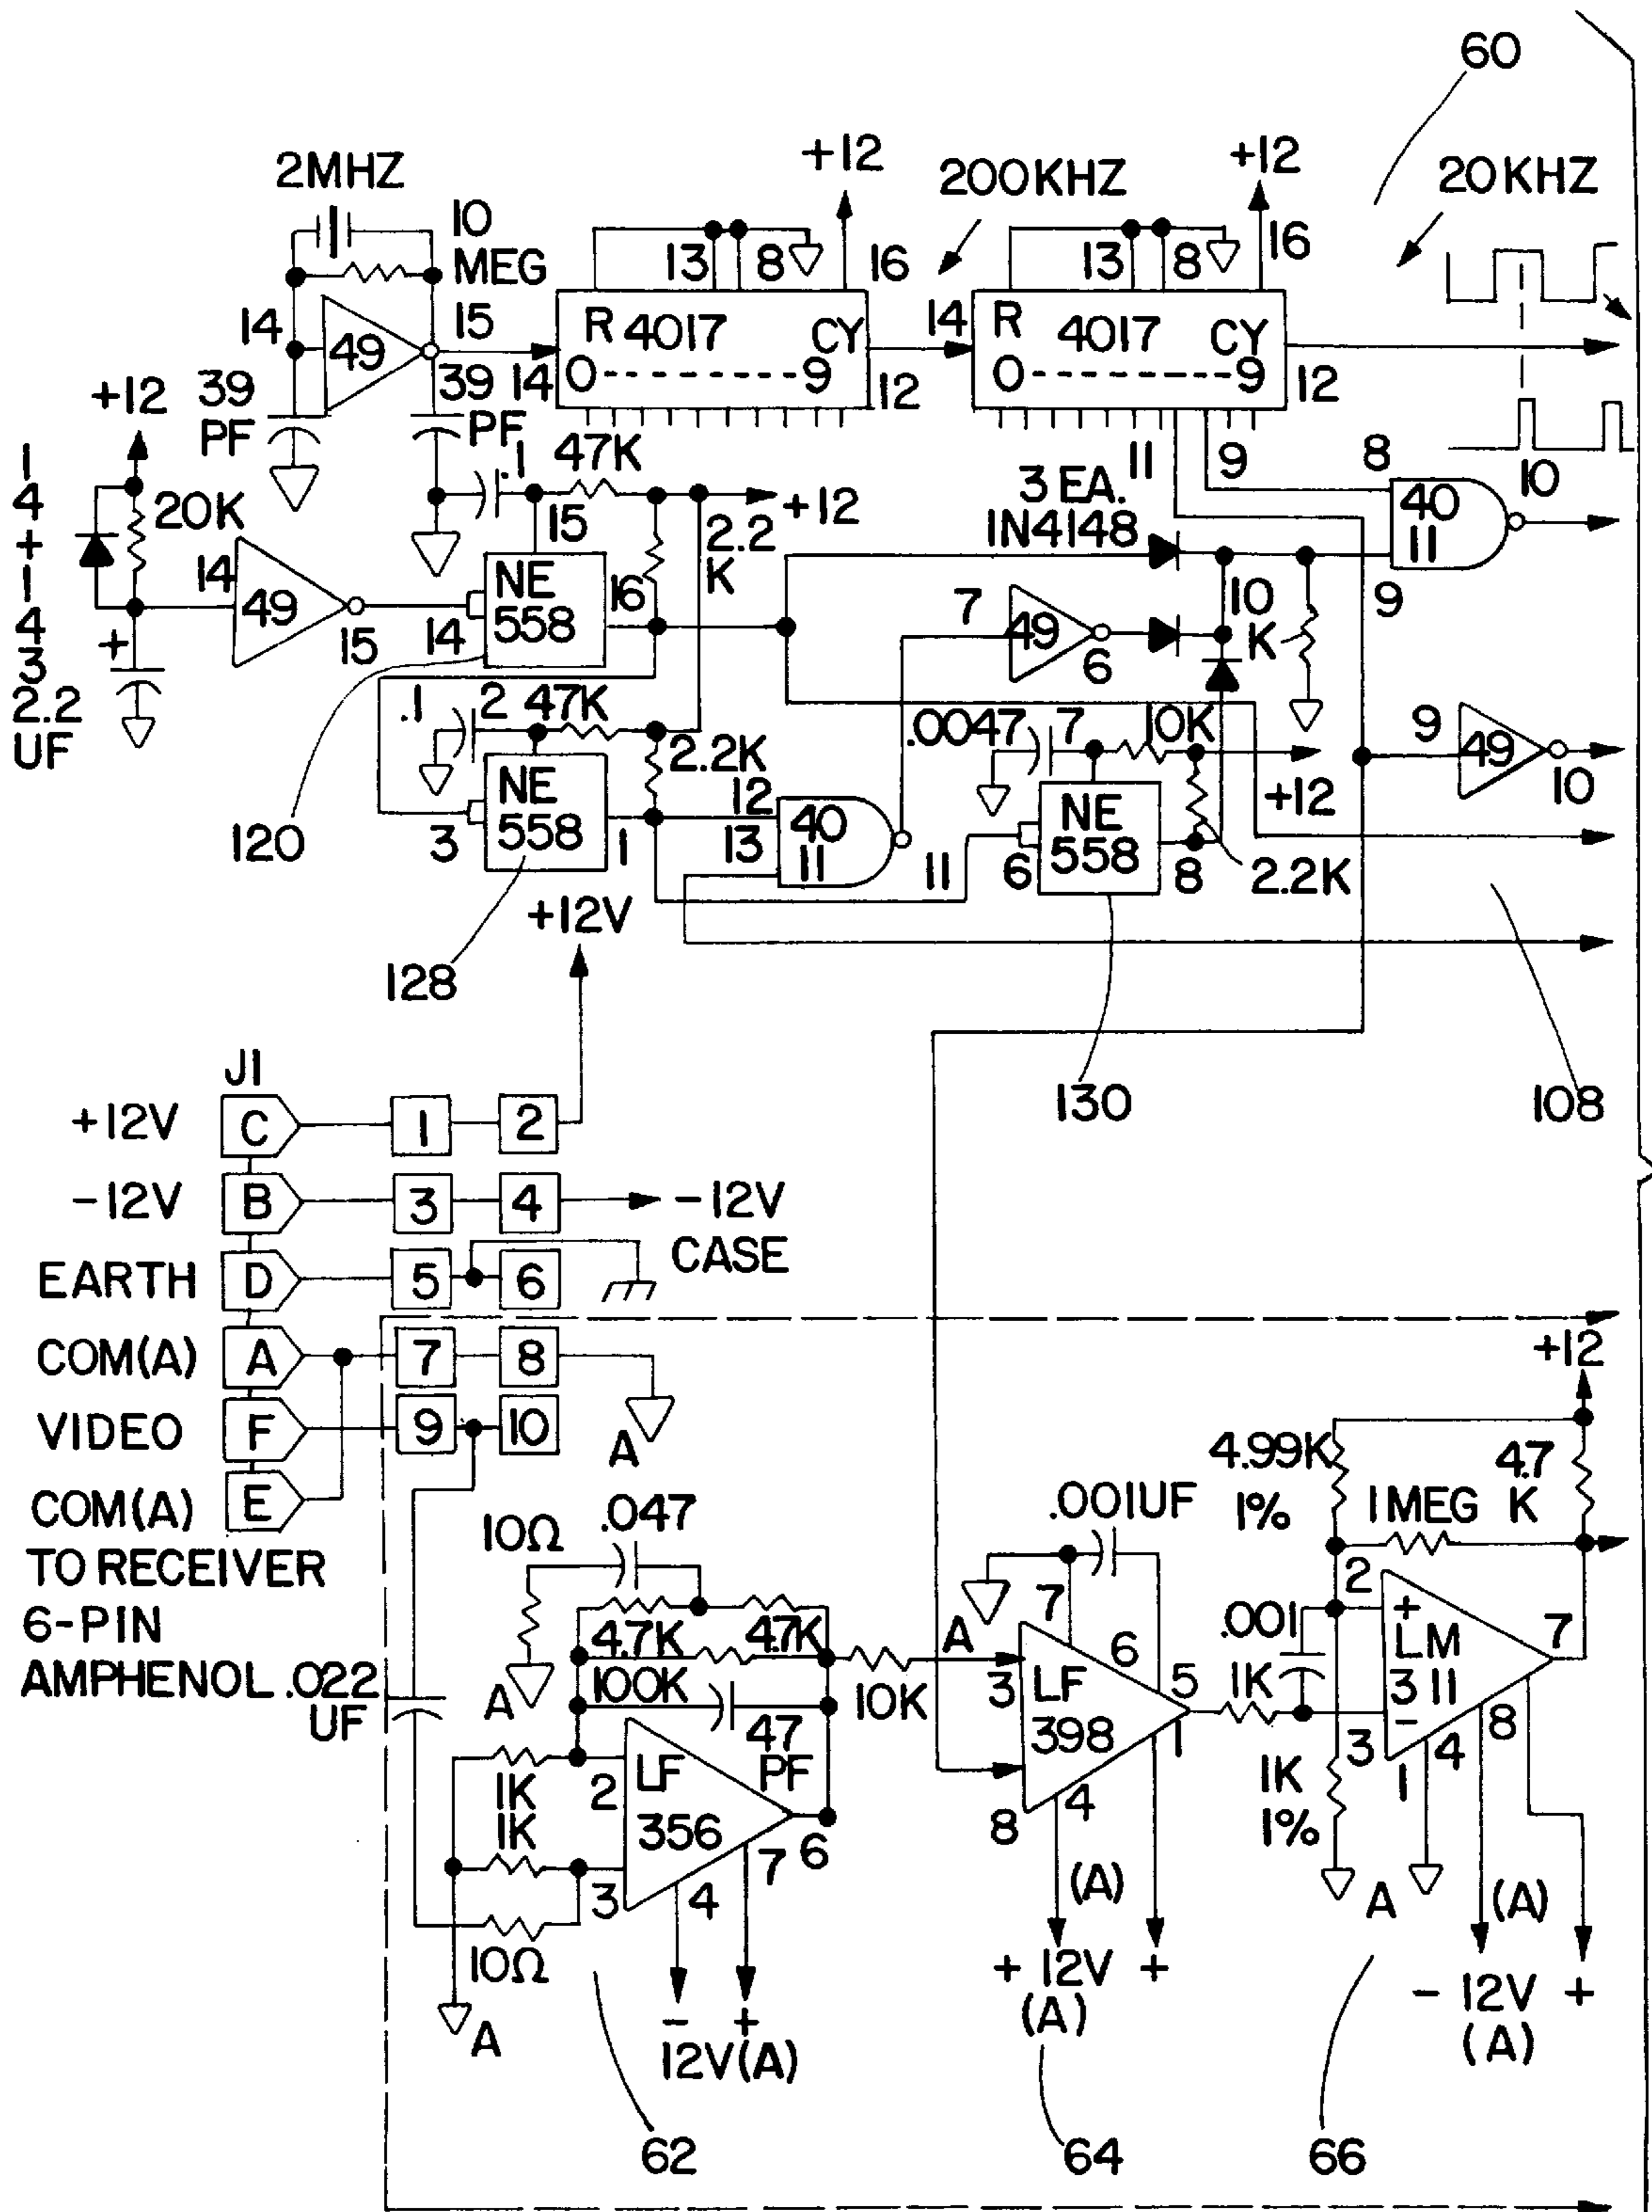 60
2MHZ
+12
200KHZ
+12
20KHZ
10
MEG
13
8
16
13
8
16
14
49
15
R 4017 CY
14
R 4017 CY
39
PF
39
PF
14
0--------9
12
0--------9
12
+12
.1
47K
11
9
8
10
1
4
+
1
4
3
20K
15
+12
3 EA.
1N4148
40
11
14
49
15
NE
558
14
16
2.2
K
9
7
49
6
10
K
+
2.2
UF
.1
2
47K
.0047
7
10K
9
49
10
NE
558
2.2K
12
13
40
11
NE
558
+12
120
3
1
11
6
8
2.2K
+12V
128
130
108
J1
+12V
C
1
2
-12V
B
3
4
-12V
EARTH
D
5
6
CASE
COM(A)
A
7
8
+12
VIDEO
F
9
10
A
4.99K
1%
4.7
K
COM(A)
E
.001UF
1 MEG
TO RECEIVER
6-PIN
AMPHENOL
10Ω
.047
7
2
7
4.7K
4.7K
A
6
.001
+
LM
311
-
.022
UF
A
100K
10K
3
LF
398
5
1K
3
8
47
PF
1
4
1
1K
2
LF
356
1K
1K
1%
8
4
3
7
6
4
(A)
A
(A)
10Ω
+ 12V +
(A)
- 12V +
(A)
A
- +
12V(A)
62
64
66